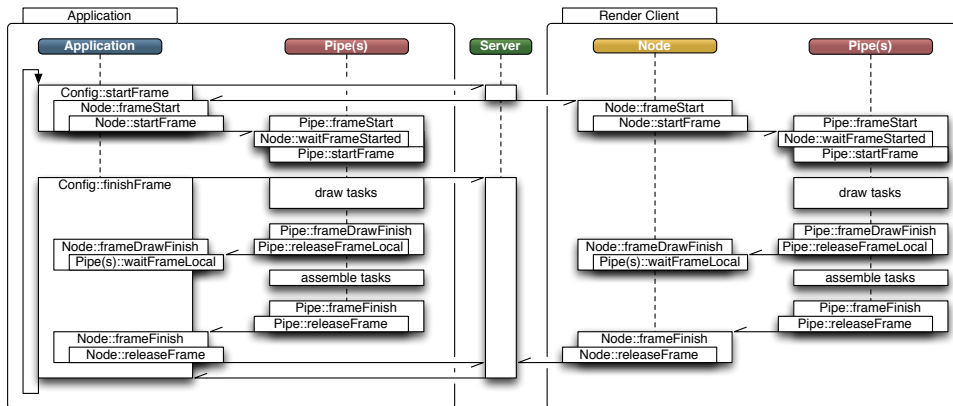 Application
Render Client
Application
Pipe(s)
Server
Node
Pipe(s)
Config::startFrame
Node::frameStart
Node::startFrame
Node::frameStart
Node::startFrame
Pipe::frameStart
Node::waitFrameStarted
Pipe::startFrame
Pipe::frameStart
Node::waitFrameStarted
Pipe::startFrame
Config::finishFrame
draw tasks
draw tasks
Pipe::frameDrawFinish
Pipe::releaseFrameLocal
Node::frameDrawFinish
Pipe(s)::waitFrameLocal
Pipe::frameDrawFinish
Pipe::releaseFrameLocal
Node::frameDrawFinish
Pipe(s)::waitFrameLocal
assemble tasks
assemble tasks
Pipe::frameFinish
Pipe::releaseFrame
Pipe::frameFinish
Pipe::releaseFrame
Node::frameFinish
Node::releaseFrame
Node::frameFinish
Node::releaseFrame